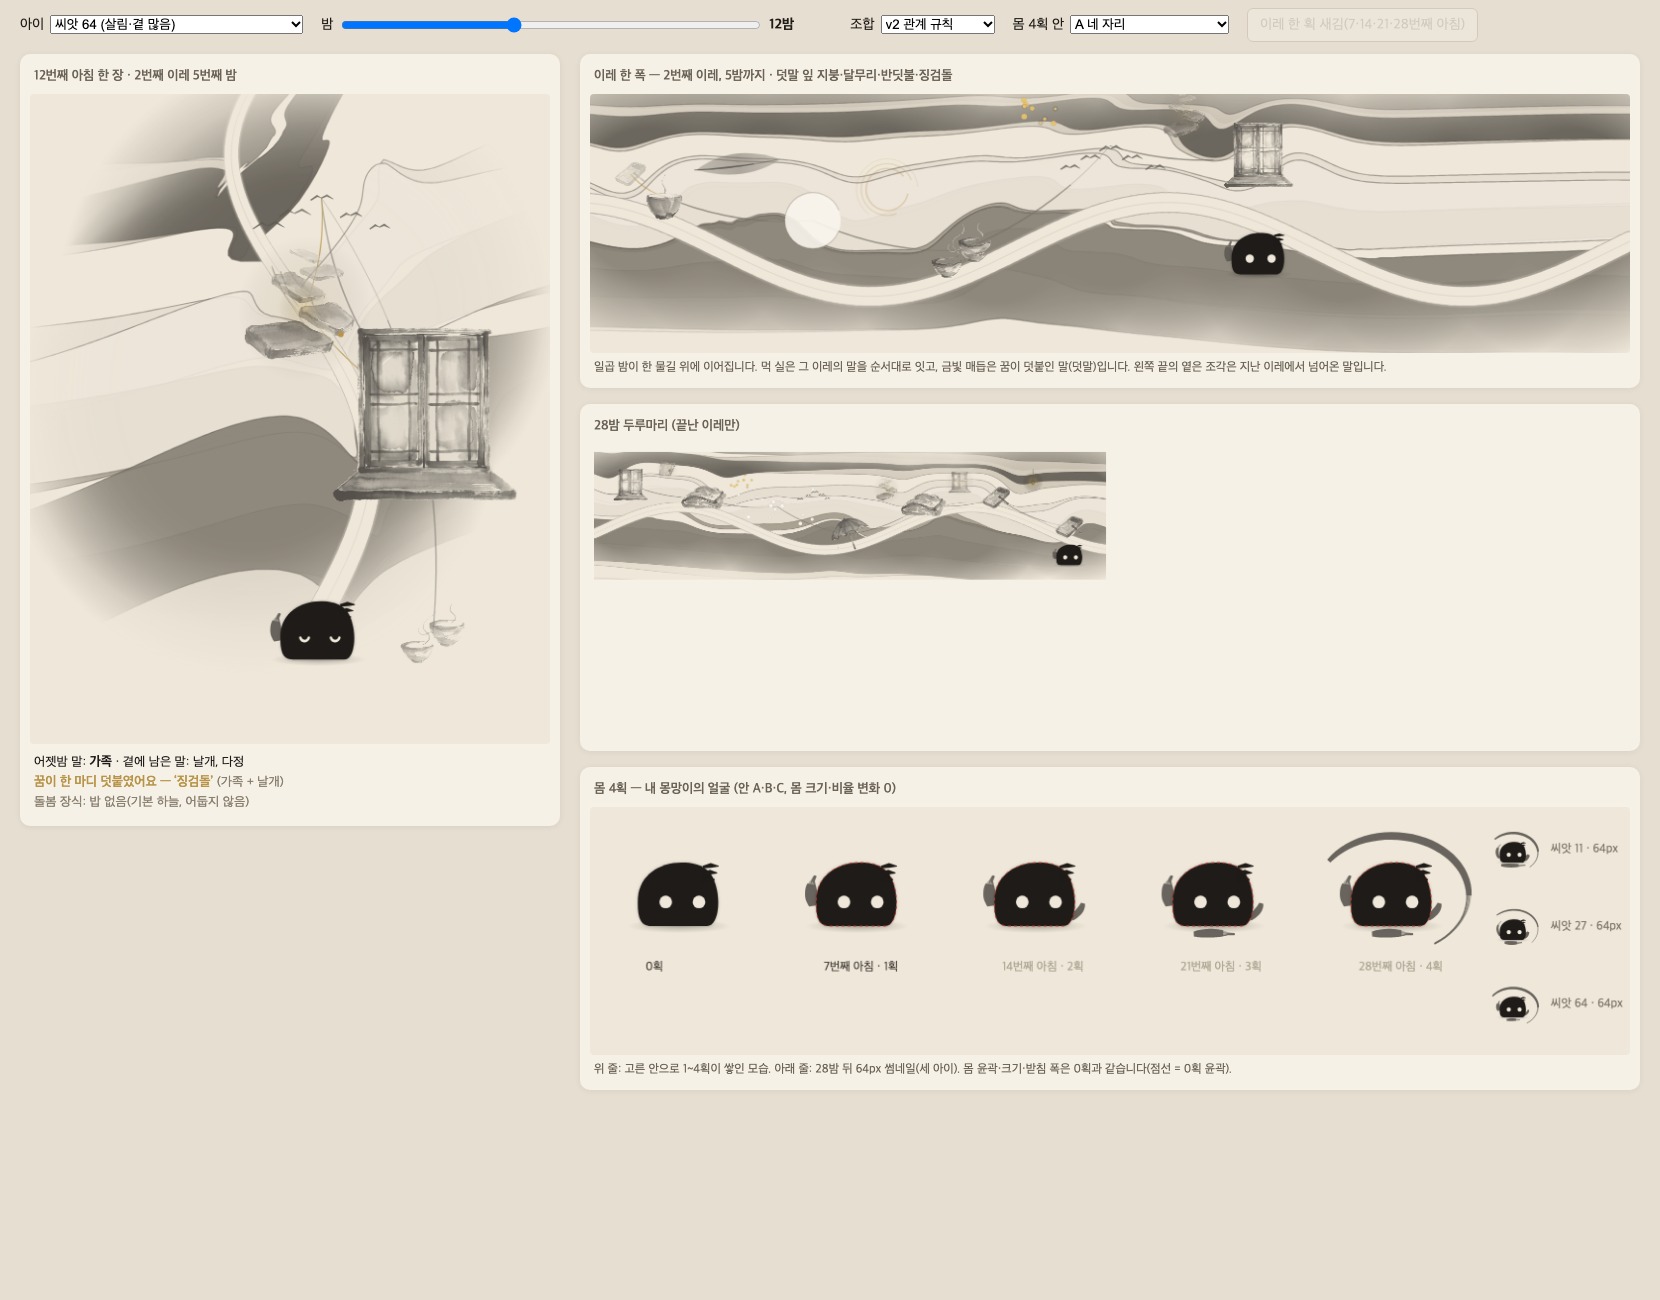 아이 씨앗 64 (살림·곁 많음) 밤 12밤 조합 v2 관계 규칙 몸 4획 안 A 네 자리 이레 한 획 새김(7·14·21·28번째 아침)
12번째 아침 한 장 · 2번째 이레 5번째 밤
어젯밤 말: 가족 · 곁에 남은 말: 날개, 다정
꿈이 한 마디 덧붙였어요 — ‘징검돌’ (가족 + 날개)
돌봄 장식: 밥 없음(기본 하늘, 어둡지 않음)
이레 한 폭 — 2번째 이레, 5밤까지 · 덧말 잎 지붕·달무리·반딧불·징검돌
일곱 밤이 한 물길 위에 이어집니다. 먹 실은 그 이레의 말을 순서대로 잇고, 금빛 매듭은 꿈이 덧붙인 말(덧말)입니다. 왼쪽 끝의 옅은 조각은 지난 이레에서 넘어온 말입니다.
28밤 두루마리 (끝난 이레만)
몸 4획 — 내 몽망이의 얼굴 (안 A·B·C, 몸 크기·비율 변화 0)
씨앗 11 · 64px
씨앗 27 · 64px
0획 7번째 아침 · 1획 14번째 아침 · 2획 21번째 아침 · 3획 28번째 아침 · 4획
씨앗 64 · 64px
위 줄: 고른 안으로 1~4획이 쌓인 모습. 아래 줄: 28밤 뒤 64px 썸네일(세 아이). 몸 윤곽·크기·받침 폭은 0획과 같습니다(점선 = 0획 윤곽).